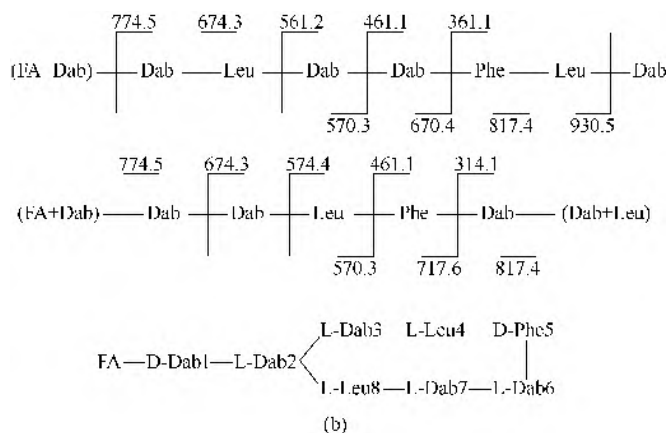 774.5 674.3 561.2 461.1 361.1
(FA Dab) Dab Leu Dab Dab Phe Leu Dab
570.3 670.4 817.4 930.5
774.5 674.3 574.4 461.1 314.1
(FA+Dab) Dab Dab Leu Phe Dab (Dab+Leu)
570.3 717.6 817.4
L-Dab3 L-Leu4 D-Phe5
FA D-Dab1 L-Dab2
L-Leu8 L-Dab7 L-Dab6
(b)